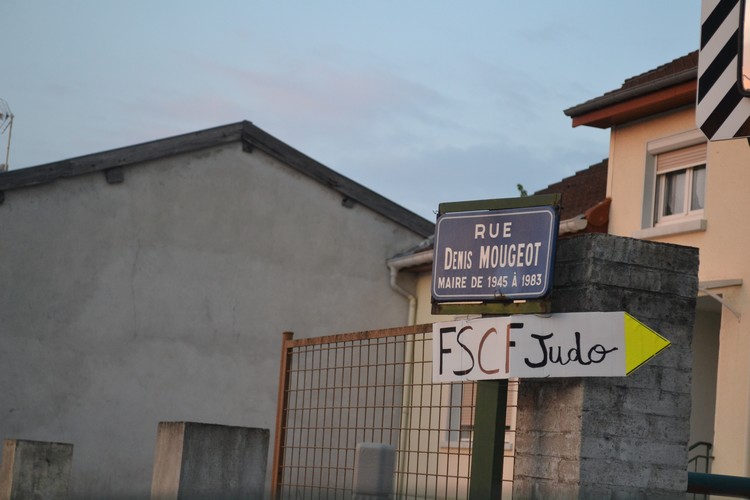 RUE
DENIS MOUGEOT
MAIRE DE 1945 À 1983
FSCF Judo